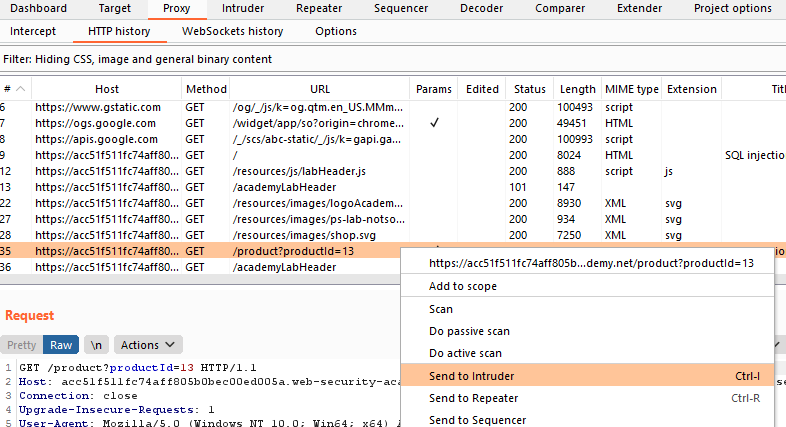 Dashboard Target Proxy Intruder Repeater Sequencer Decoder Comparer Extender Project options
Intercept HTTP history WebSockets history Options
Filter: Hiding CSS, image and general binary content
# Host Method URL Params Edited Status Length MIME type Extension Titl
6 https://www.gstatic.com GET /og/_/js/k=og.qtm.en_US.MMm... 200 100493 script
7 https://ogs.google.com GET /widget/app/so?origin=chrome... ✓ 200 49451 HTML
8 https://apis.google.com GET /_/scs/abc-static/_/js/k=gapi.ga... 200 100993 script
9 https://acc51f511fc74aff80... GET / 200 8024 HTML SQL injectio
12 https://acc51f511fc74aff80... GET /resources/js/labHeader.js 200 888 script js
13 https://acc51f511fc74aff80... GET /academyLabHeader 101 147
22 https://acc51f511fc74aff80... GET /resources/images/logoAcadem... 200 8930 XML svg
27 https://acc51f511fc74aff80... GET /resources/images/ps-lab-notso... 200 934 XML svg
28 https://acc51f511fc74aff80... GET /resources/images/shop.svg 200 7250 XML svg
35 https://acc51f511fc74aff80... GET /product?productId=13
36 https://acc51f511fc74aff80... GET /academyLabHeader
https://acc51f511fc74aff805b...demy.net/product?productId=13
Add to scope
Scan
Do passive scan
Do active scan
Send to Intruder Ctrl-I
Send to Repeater Ctrl-R
Send to Sequencer
Request
Pretty Raw \n Actions
1 GET /product?productId=13 HTTP/1.1
2 Host: acc51f511fc74aff805b0bec00ed005a.web-security-aca
3 Connection: close
4 Upgrade-Insecure-Requests: 1
5 User-Agent: Mozilla/5.0 (Windows NT 10.0; Win64; x64)